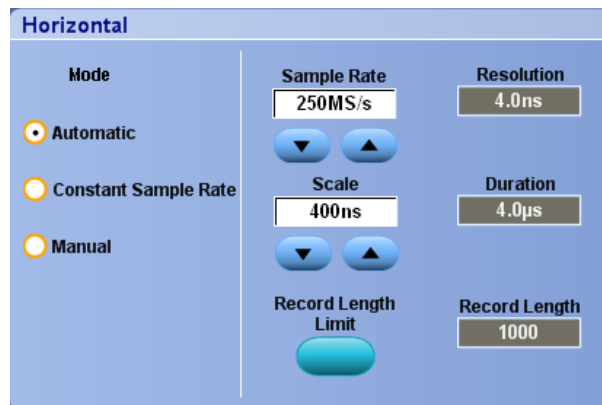 Horizontal
Mode
Automatic
Constant Sample Rate
Manual
Sample Rate
250MS/s
Scale
400ns
Record Length
Limit
Resolution
4.0ns
Duration
4.0µs
Record Length
1000